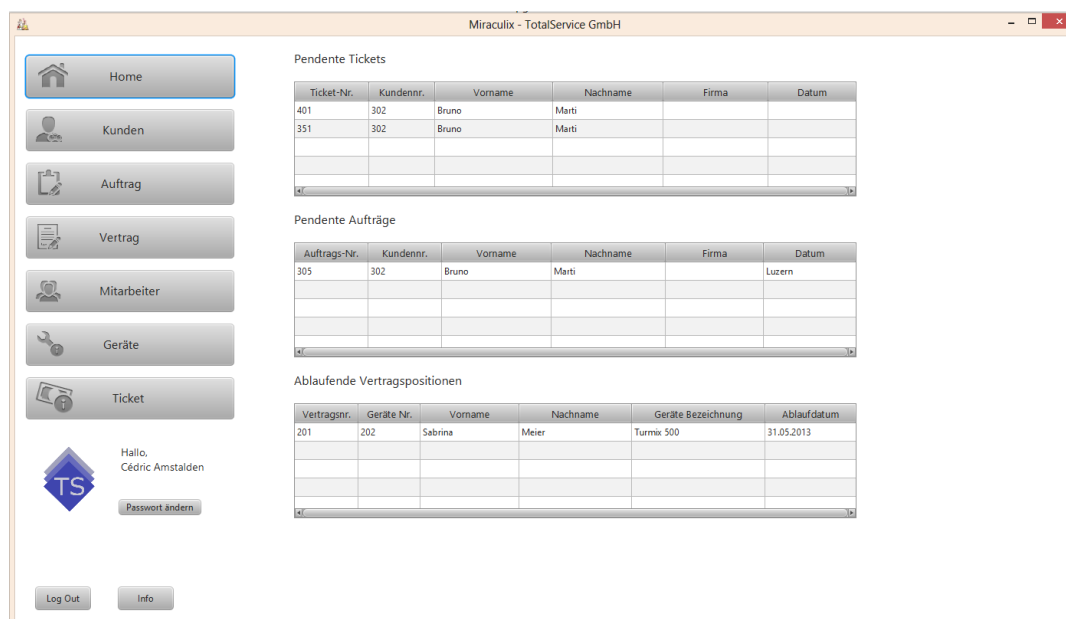 Miraculix - TotalService GmbH
Home
Kunden
Auftrag
Vertrag
Mitarbeiter
Geräte
Ticket
Hallo,
Cédric Amstalden
TS
Passwort ändern
Log Out Info
Pendente Tickets
Ticket-Nr. Kundennr. Vorname Nachname Firma Datum
401 302 Bruno Marti
351 302 Bruno Marti
Pendente Aufträge
Auftrags-Nr. Kundennr. Vorname Nachname Firma Datum
305 302 Bruno Marti Luzern
Ablaufende Vertragspositionen
Vertragsnr. Geräte Nr. Vorname Nachname Geräte Bezeichnung Ablaufdatum
201 202 Sabrina Meier Turmix 500 31.05.2013